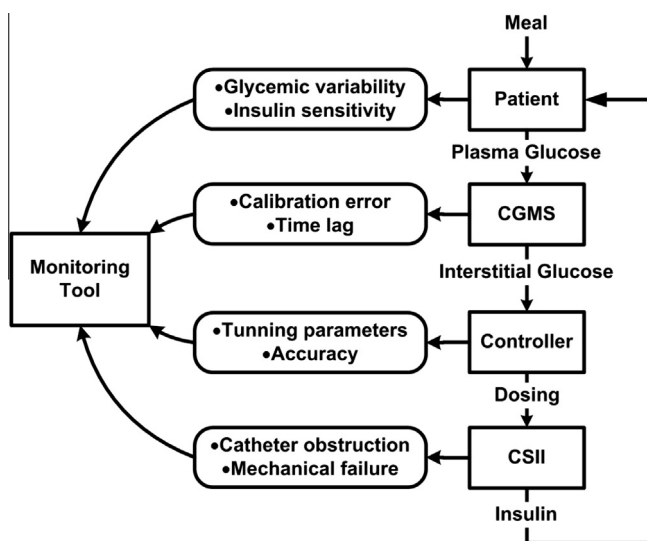 Meal
•Glycemic variability
•Insulin sensitivity
Patient
Plasma Glucose
•Calibration error
•Time lag
CGMS
Monitoring
Tool
Interstitial Glucose
•Tunning parameters
•Accuracy
Controller
Dosing
•Catheter obstruction
•Mechanical failure
CSII
Insulin